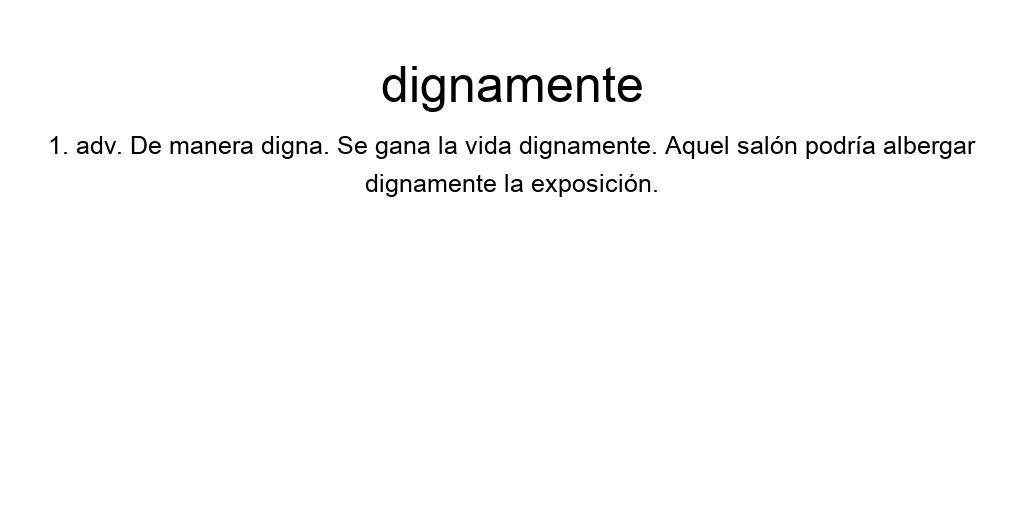 dignamente
1. adv. De manera digna. Se gana la vida dignamente. Aquel salón podría albergar
dignamente la exposición.